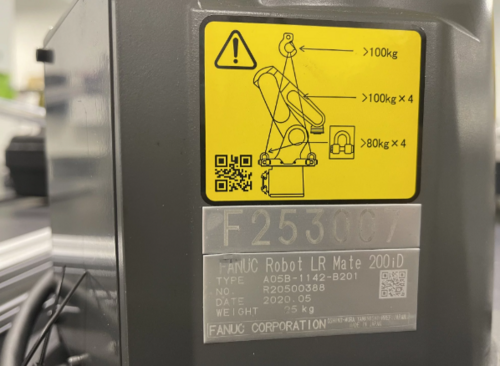 >100kg
>100kg×4
>80kg×4
F253007
FANUC Robot LR Mate 200iD
TYPE A05B-1142-B201
NO. R20500388
DATE 2020.05
WEIGHT 25 kg
FANUC CORPORATION